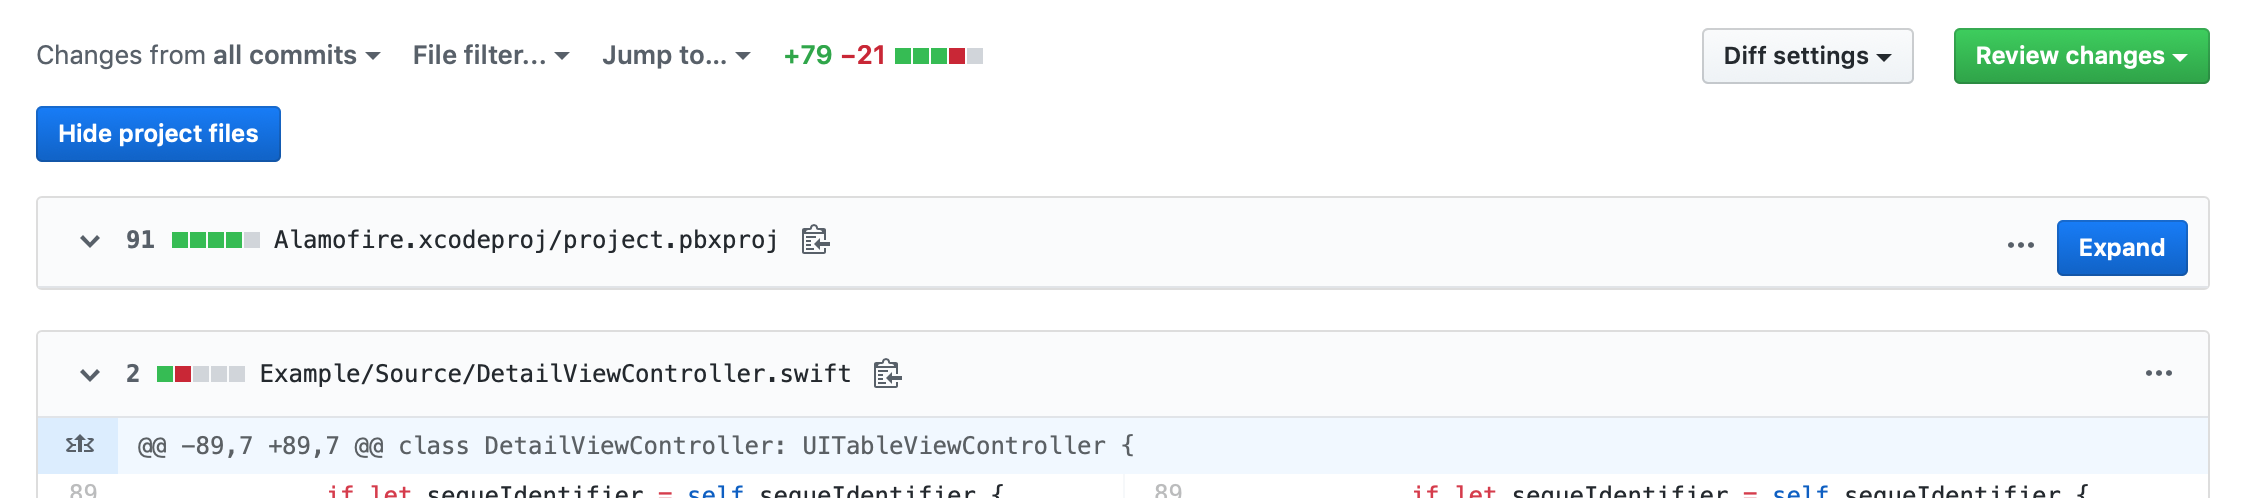 Changes from all commits File filter... Jump to... +79 −21 Diff settings Review changes
Hide project files
91 Alamofire.xcodeproj/project.pbxproj ... Expand
2 Example/Source/DetailViewController.swift ...
@@ -89,7 +89,7 @@ class DetailViewController: UITableViewController {
89 if let segueIdentifier = self.segueIdentifier { 89 if let segueIdentifier = self.segueIdentifier {